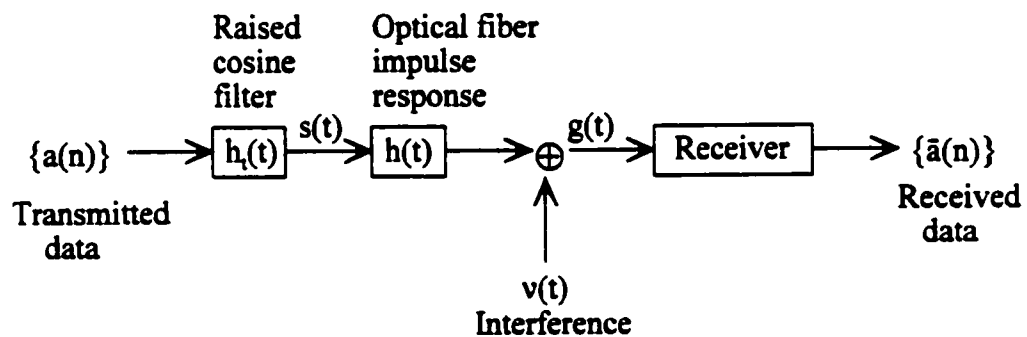 Raised
cosine
filter
Optical fiber
impulse
response
{a(n)}
hₜ(t)
s(t)
h(t)
⊕
g(t)
Receiver
{ā(n)}
Transmitted
data
Received
data
ν(t)
Interference